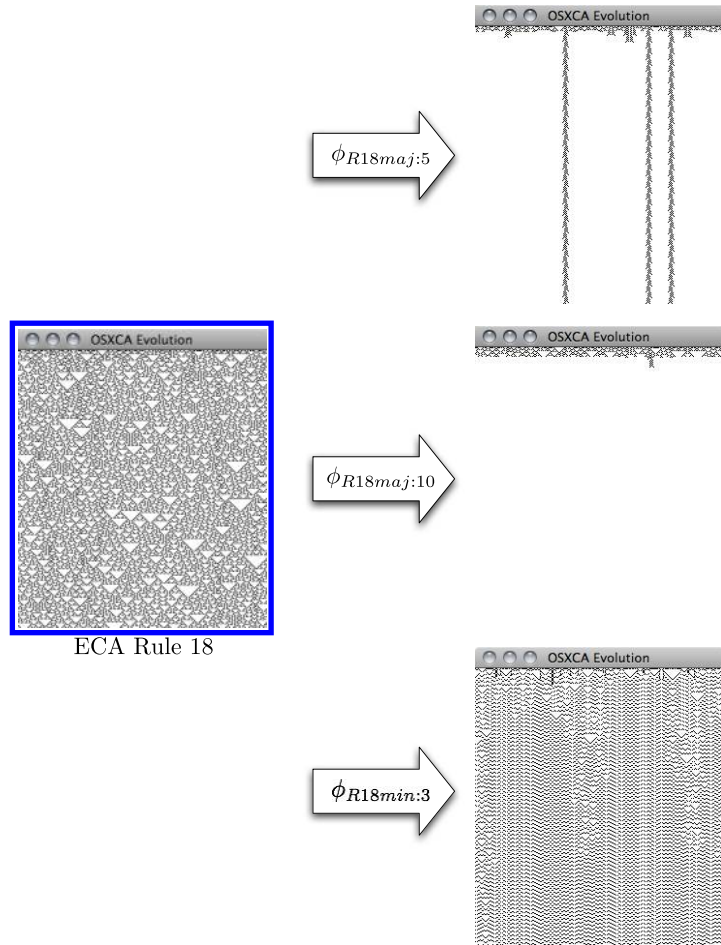 OSXCA Evolution
ϕR18maj:5
OSXCA Evolution
OSXCA Evolution
ϕR18maj:10
ECA Rule 18
OSXCA Evolution
ϕR18min:3